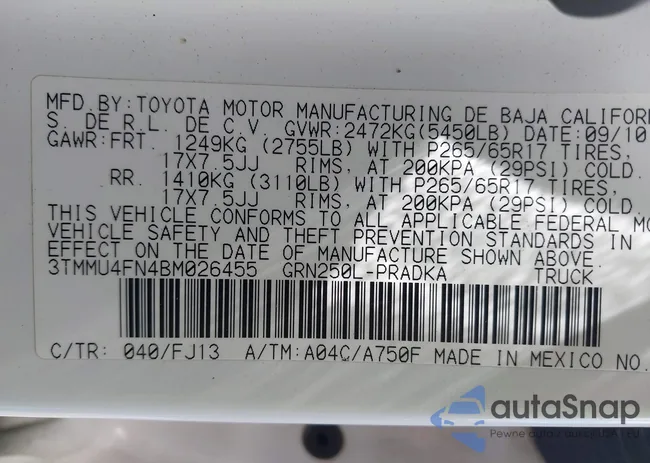 MFD. BY: TOYOTA MOTOR MANUFACTURING DE BAJA CALIFOR
S. DE R.L. DE C.V. GVWR:2472KG(5450LB) DATE:09/10
GAWR:FRT. 1249KG (2755LB) WITH P265/65R17 TIRES,
17X7.5JJ RIMS, AT 200KPA (29PSI) COLD.
RR. 1410KG (3110LB) WITH P265/65R17 TIRES,
17X7.5JJ RIMS, AT 200KPA (29PSI) COLD.
THIS VEHICLE CONFORMS TO ALL APPLICABLE FEDERAL MO
VEHICLE SAFETY AND THEFT PREVENTION STANDARDS IN
EFFECT ON THE DATE OF MANUFACTURE SHOWN ABOVE.
3TMMU4FN4BM026455 GRN250L-PRADKA TRUCK
C/TR: 040/FJ13 A/TM: A04C/A750F MADE IN MEXICO NO.
autaSnap
Pewne auto